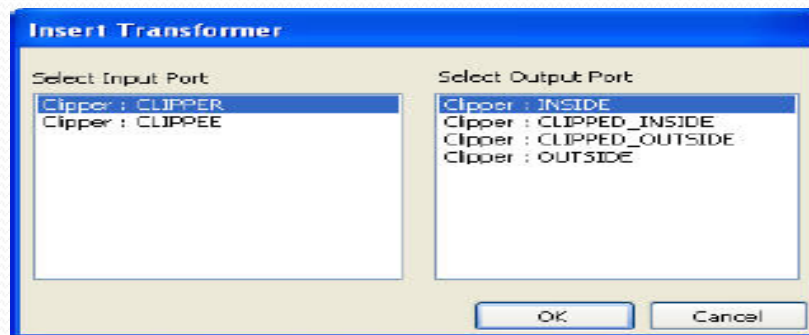 Insert Transformer
Select Input Port
Clipper : CLIPPER
Clipper : CLIPPEE
Select Output Port
Clipper : INSIDE
Clipper : CLIPPED_INSIDE
Clipper : CLIPPED_OUTSIDE
Clipper : OUTSIDE
OK
Cancel